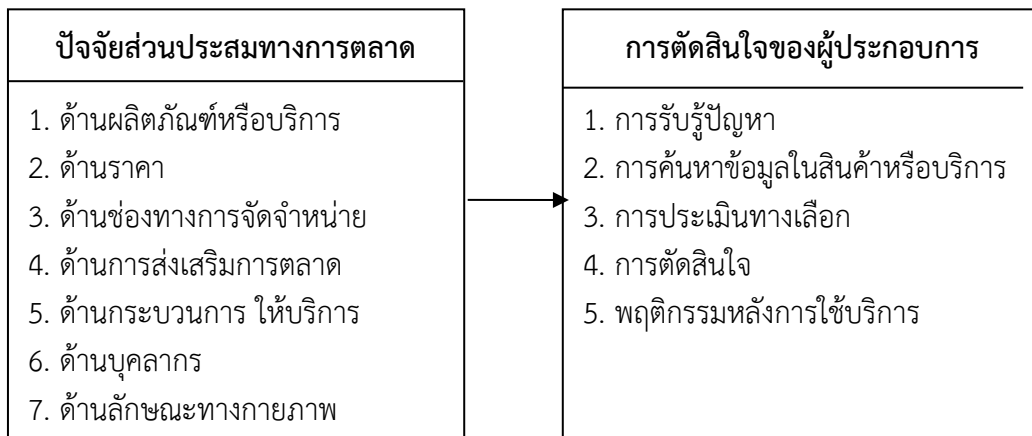 ปัจจัยส่วนประสมทางการตลาด
1. ด้านผลิตภัณฑ์หรือบริการ
2. ด้านราคา
3. ด้านช่องทางการจัดจำหน่าย
4. ด้านการส่งเสริมการตลาด
5. ด้านกระบวนการ ให้บริการ
6. ด้านบุคลากร
7. ด้านลักษณะทางกายภาพ
การตัดสินใจของผู้ประกอบการ
1. การรับรู้ปัญหา
2. การค้นหาข้อมูลในสินค้าหรือบริการ
3. การประเมินทางเลือก
4. การตัดสินใจ
5. พฤติกรรมหลังการใช้บริการ